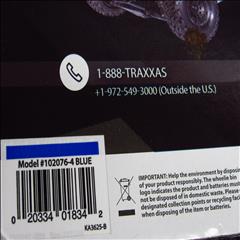 1-888-TRAXXAS
+1-972-549-3000 (Outside the U.S.)
Model #102076-4 BLUE
0 20334 01834 2
KA3625-B
IMPORTANT: Help the environment by disposing
of your product responsibly. The wheelie bin
logo indicates the product and batteries must
not be disposed of in household waste. Please
designated collection points or recycling facili
when disposing of the item or batteries.